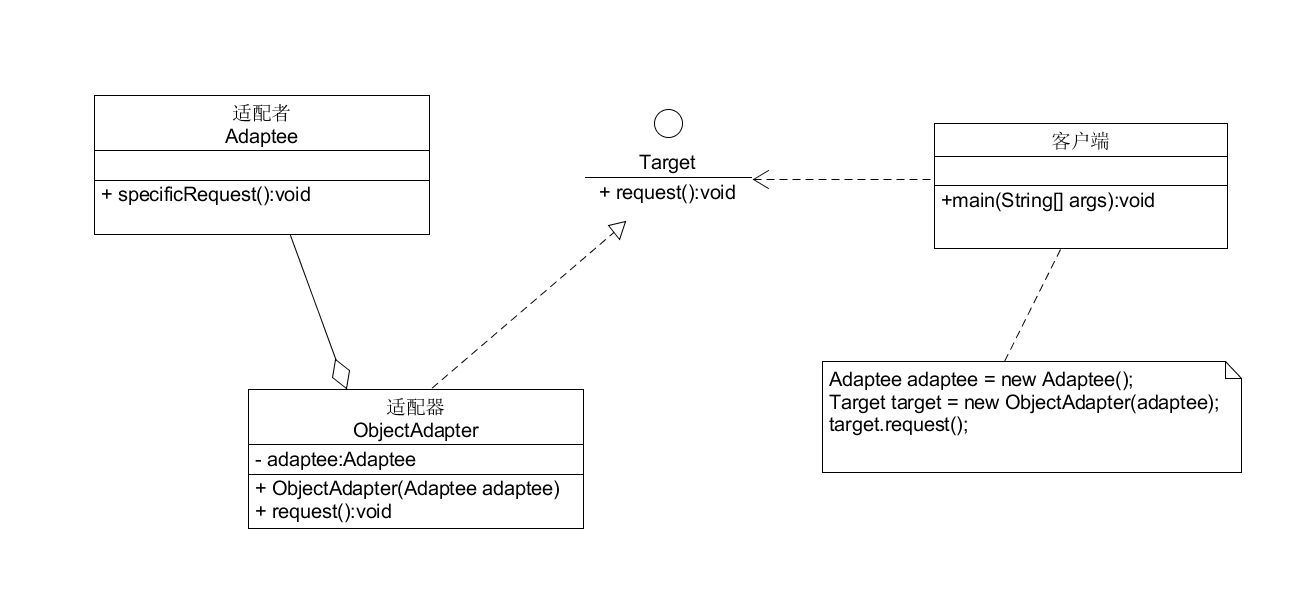 适配者
Adaptee
+ specificRequest():void
Target
+ request():void
客户端
+main(String[] args):void
适配器
ObjectAdapter
- adaptee:Adaptee
+ ObjectAdapter(Adaptee adaptee)
+ request():void
Adaptee adaptee = new Adaptee();
Target target = new ObjectAdapter(adaptee);
target.request();